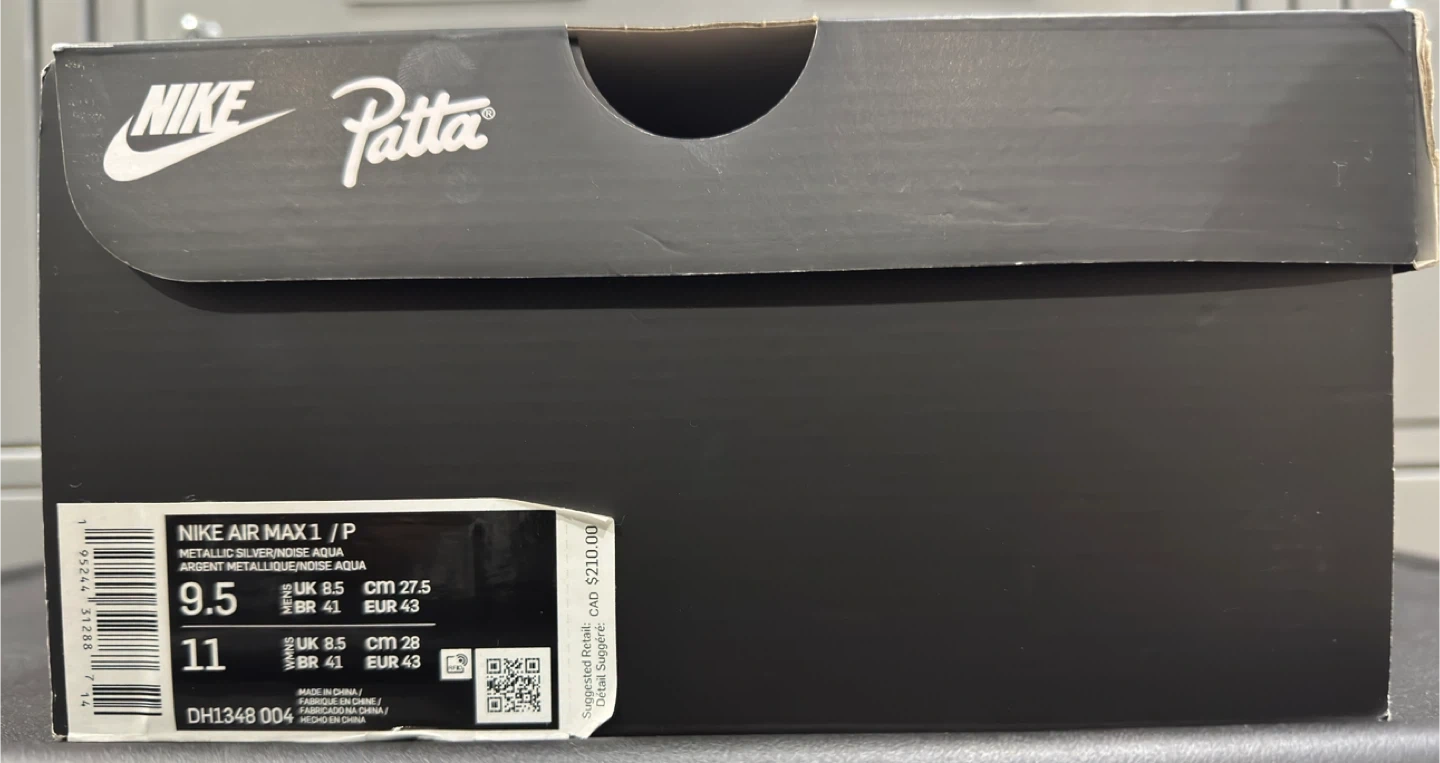 NIKE
Patta®
NIKE AIR MAX 1 / P
METALLIC SILVER/NOISE AQUA
ARGENT METALLIQUE/NOISE AQUA
9.5 MENS UK 8.5 cm 27.5
BR 41 EUR 43
11 WMNS UK 8.5 cm 28
BR 41 EUR 43
DH1348 004
MADE IN CHINA /
FABRIQUE EN CHINE /
FABRICADO NA CHINA /
HECHO EN CHINA
1 95244 31288 7 14
Suggested Retail:
Détail Suggéré: CAD $210.00